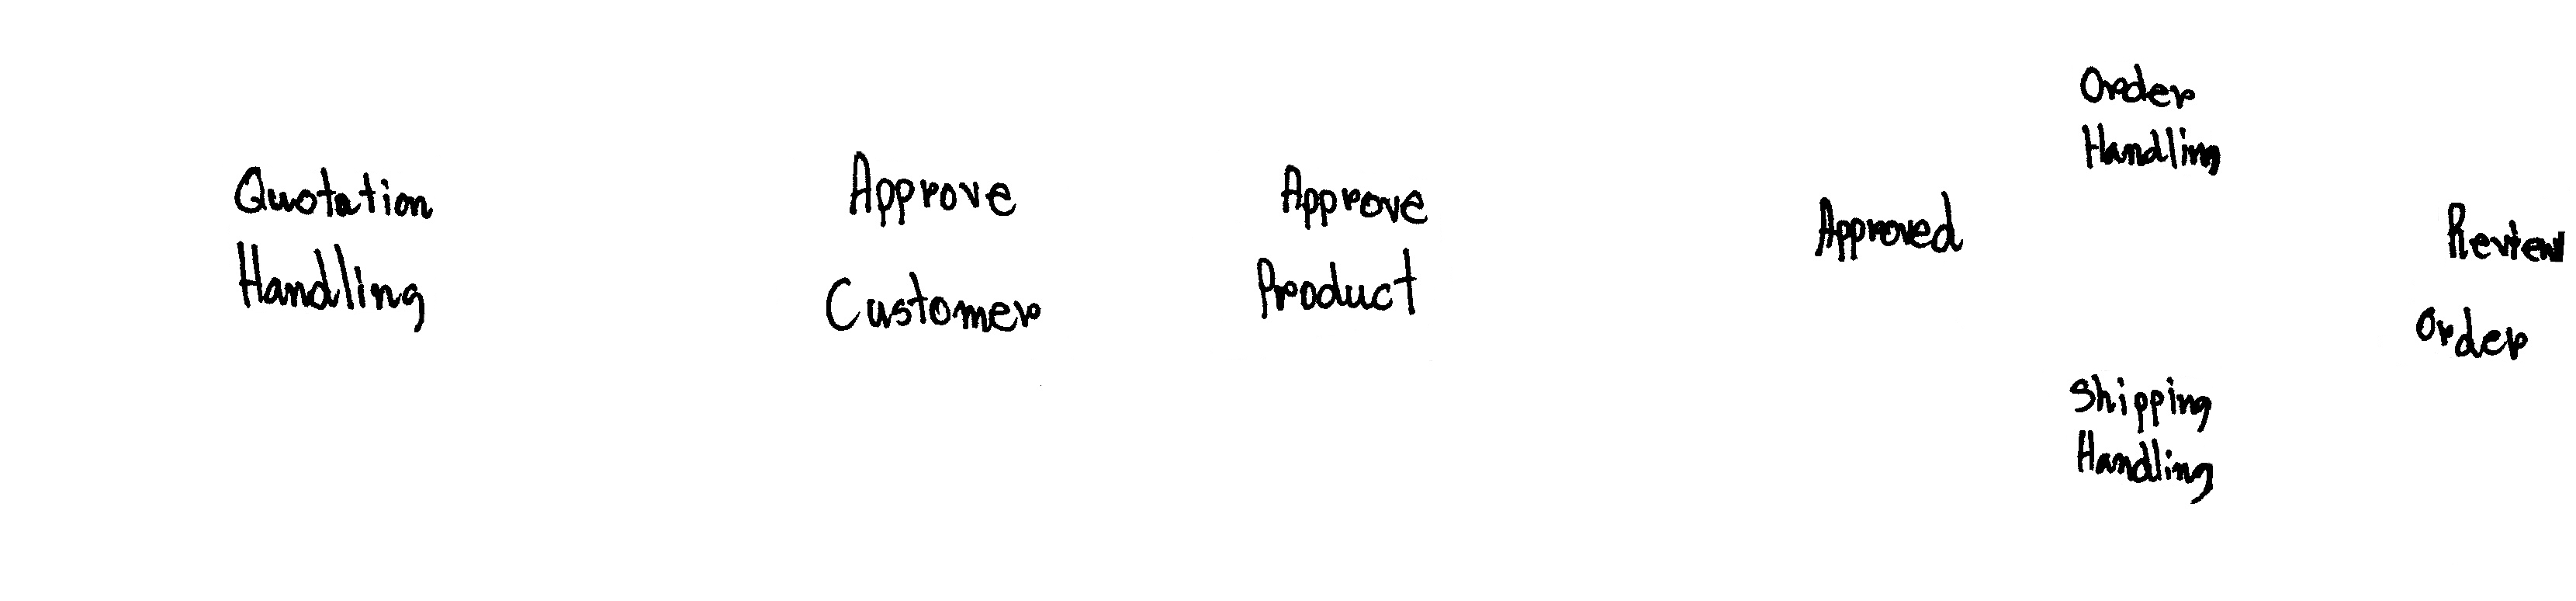 Quotation
Handling
Approve
Customer
Approve
Product
Approved
Order
Handling
Shipping
Handling
Review
Order